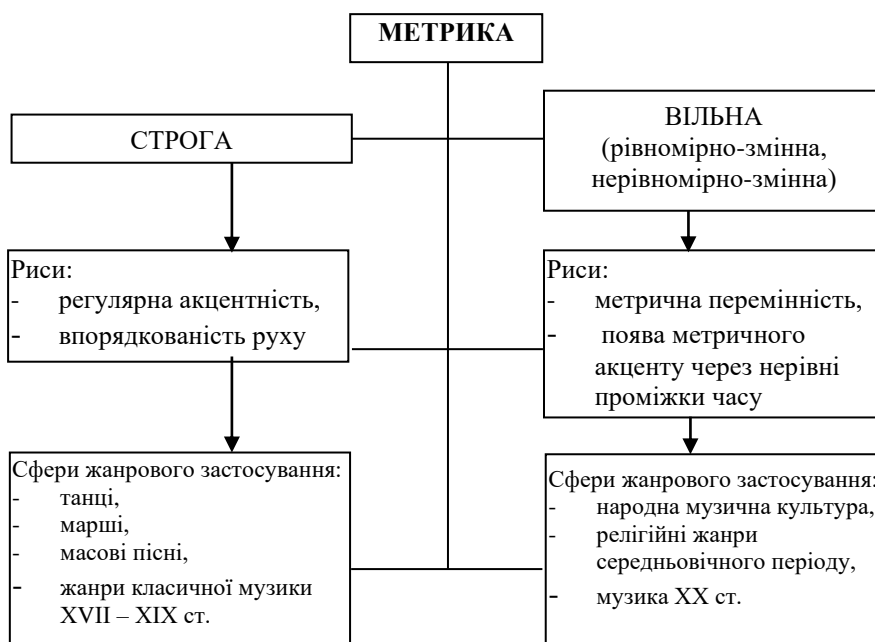 МЕТРИКА
СТРОГА
ВІЛЬНА
(рівномірно-змінна,
нерівномірно-змінна)
Риси:
- регулярна акцентність,
- впорядкованість руху
Риси:
- метрична перемінність,
- поява метричного
акценту через нерівні
проміжки часу
Сфери жанрового застосування:
- танці,
- марші,
- масові пісні,
- жанри класичної музики
XVII – XIX ст.
Сфери жанрового застосування:
- народна музична культура,
- релігійні жанри
середньовічного періоду,
- музика ХХ ст.